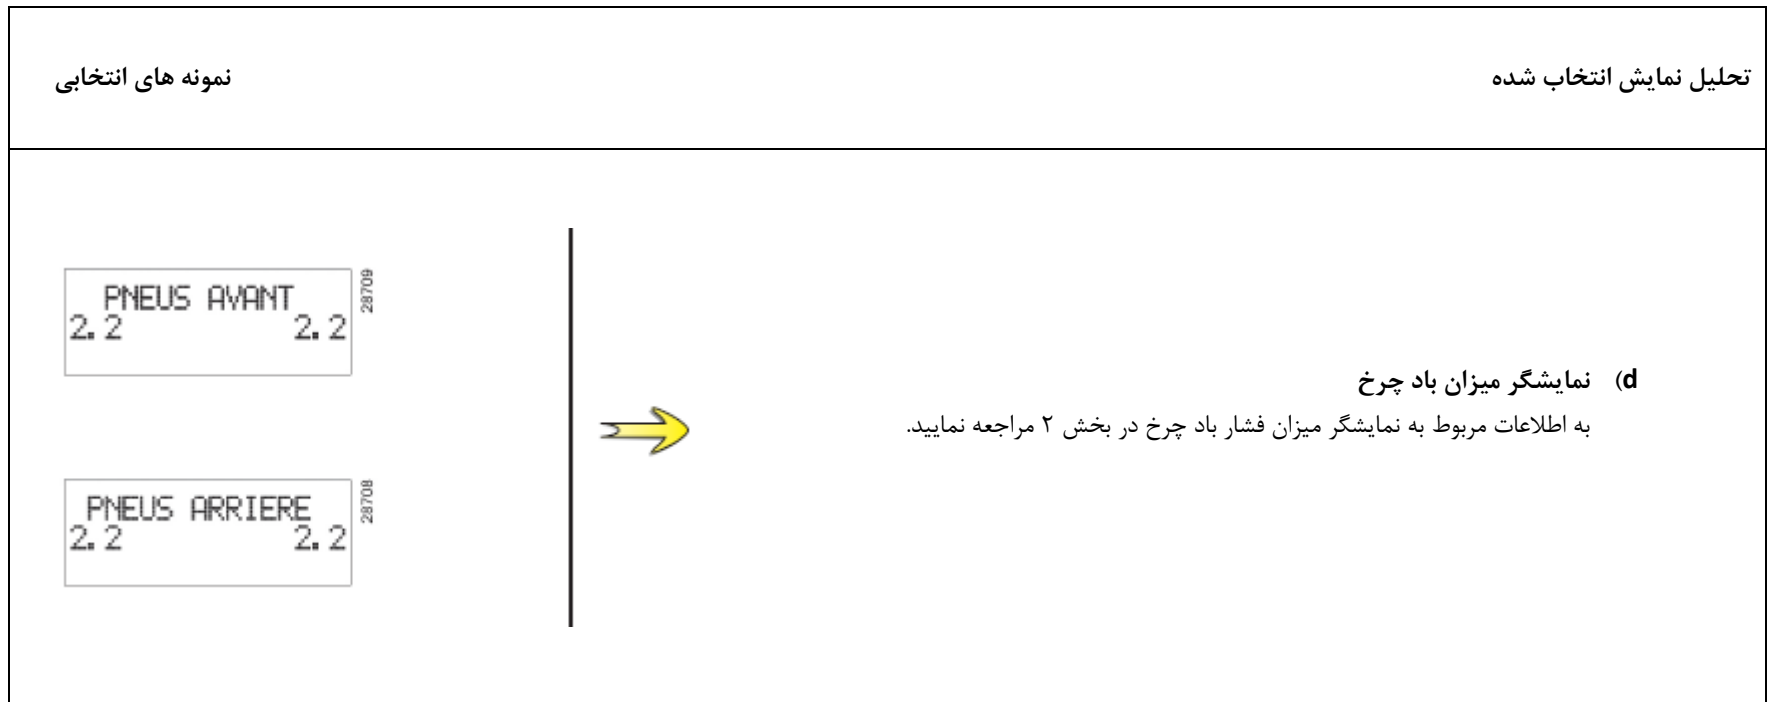 تحلیل نمایش انتخاب شده
نمونه های انتخابی
PNEUS AVANT
2.2 2.2
28709
PNEUS ARRIERE
2.2 2.2
28708
d) نمایشگر میزان باد چرخ
به اطلاعات مربوط به نمایشگر میزان فشار باد چرخ در بخش ۲ مراجعه نمایید.